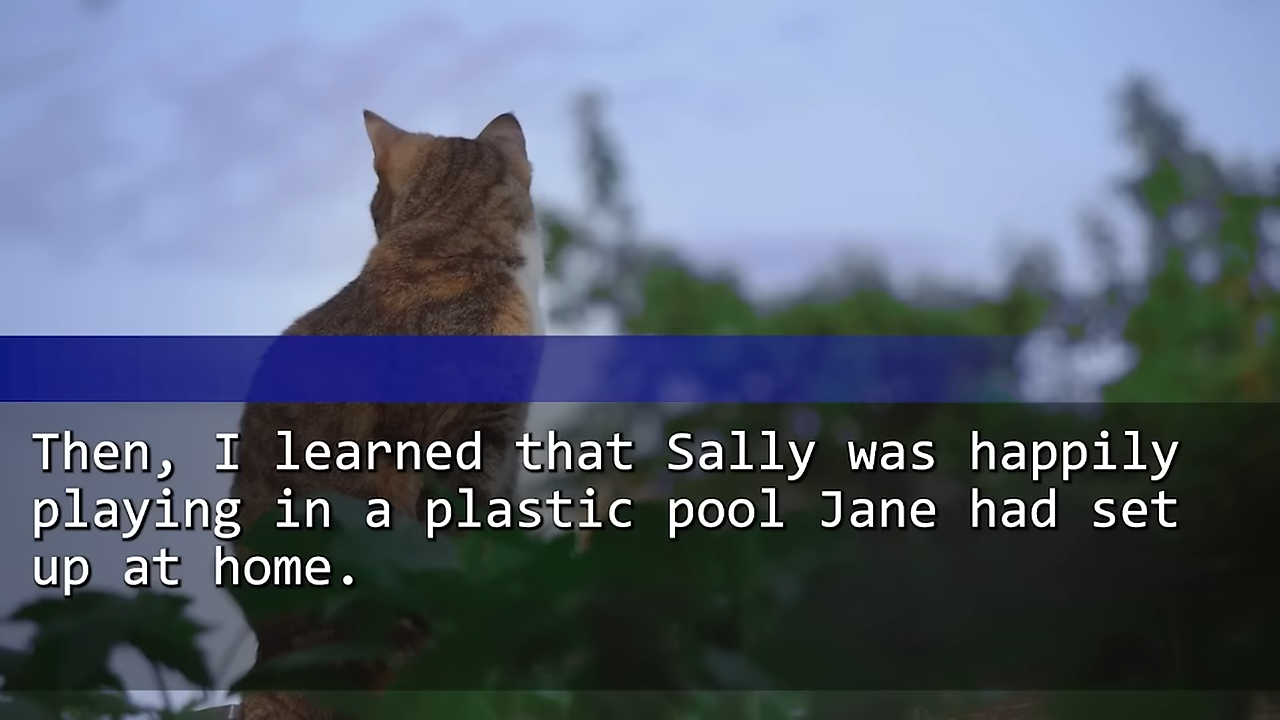 Then, I learned that Sally was happily
playing in a plastic pool Jane had set
up at home.